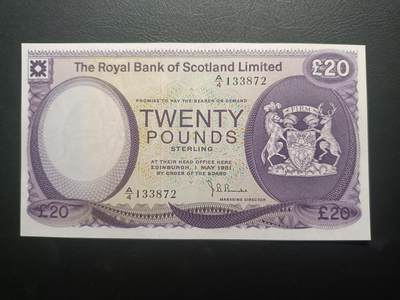 The Royal Bank of Scotland Limited
£20
A/4 133872
PROMISE TO PAY THE BEARER ON DEMAND
TWENTY
POUNDS
STERLING
AT THEIR HEAD OFFICE HERE
EDINBURGH, 1 MAY 1981
BY ORDER OF THE BOARD
A/4 133872
MANAGING DIRECTOR
£20
£20